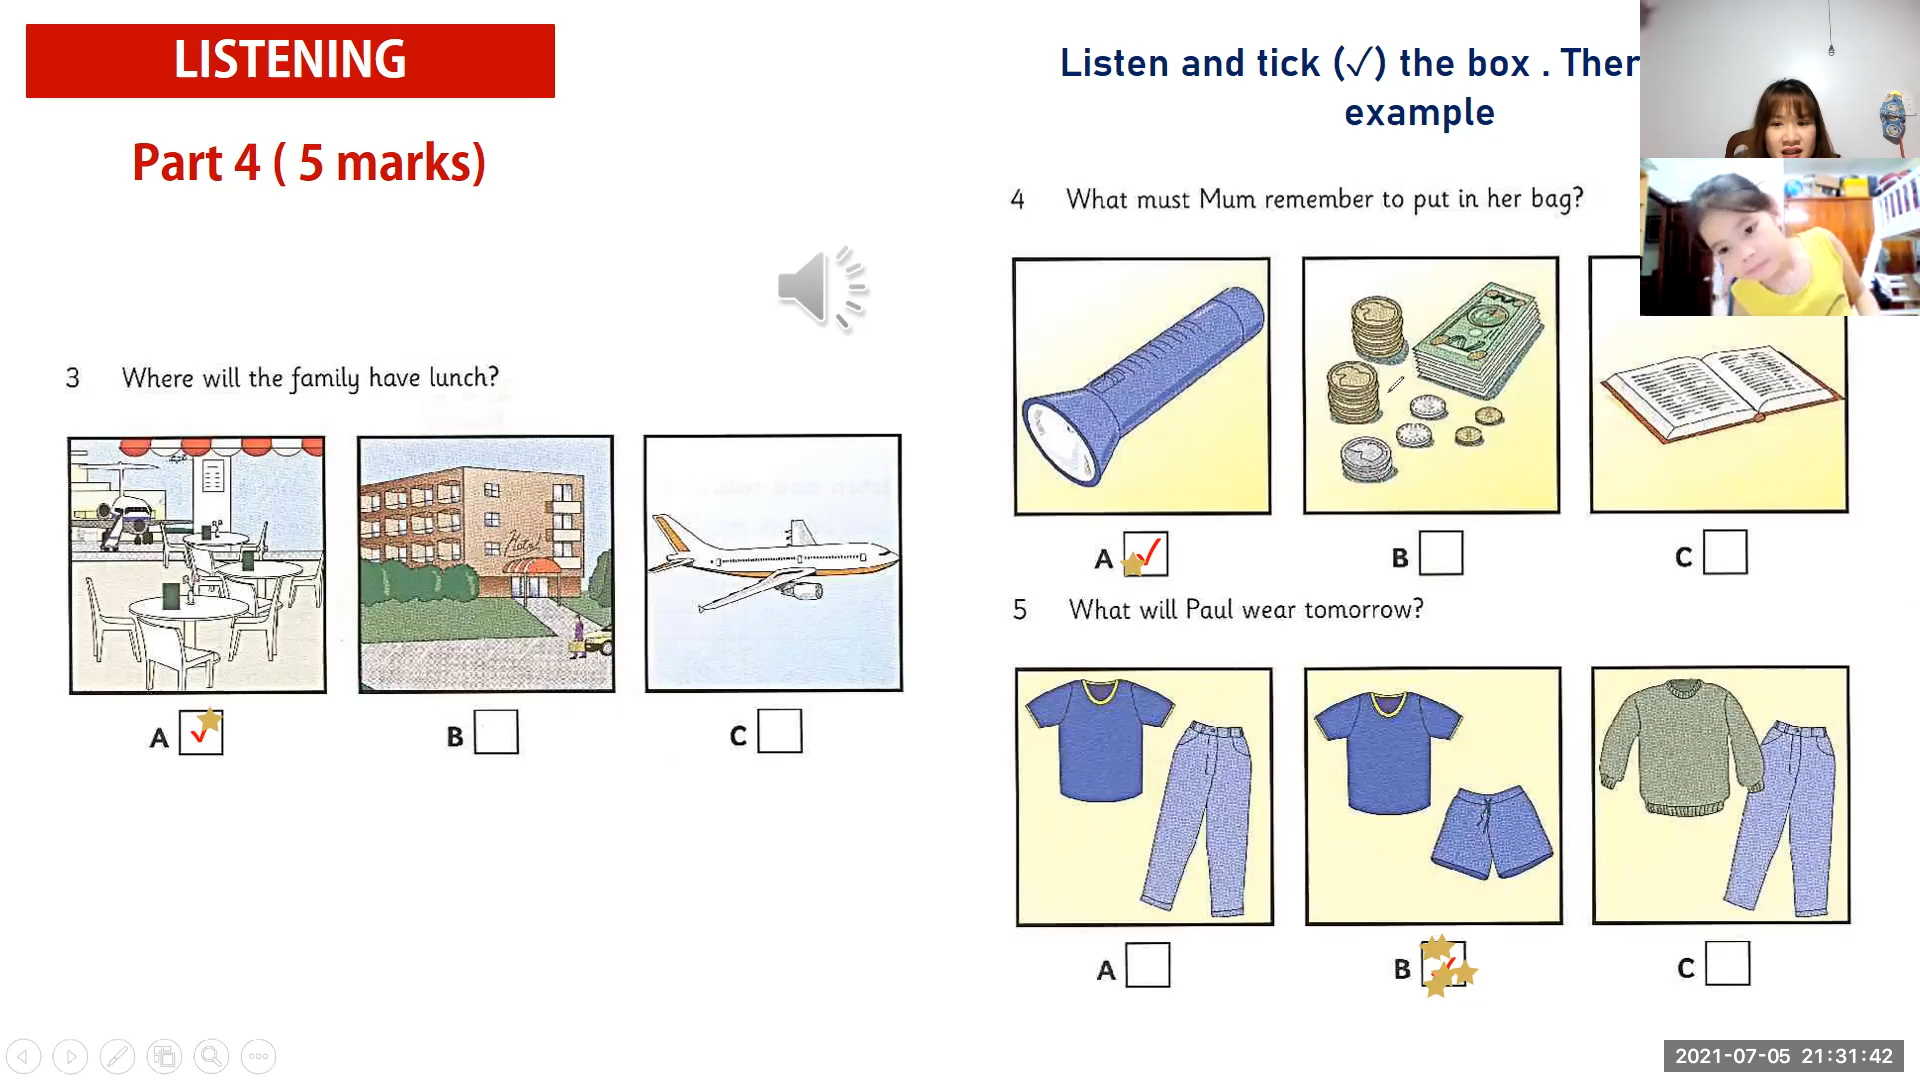 LISTENING
Part 4 ( 5 marks)
3 Where will the family have lunch?
Hotel
A ✓
B
C
Listen and tick (✓) the box . Ther
example
4 What must Mum remember to put in her bag?
A ✓
B
C
5 What will Paul wear tomorrow?
A
B ✓
C
2021-07-05 21:31:42